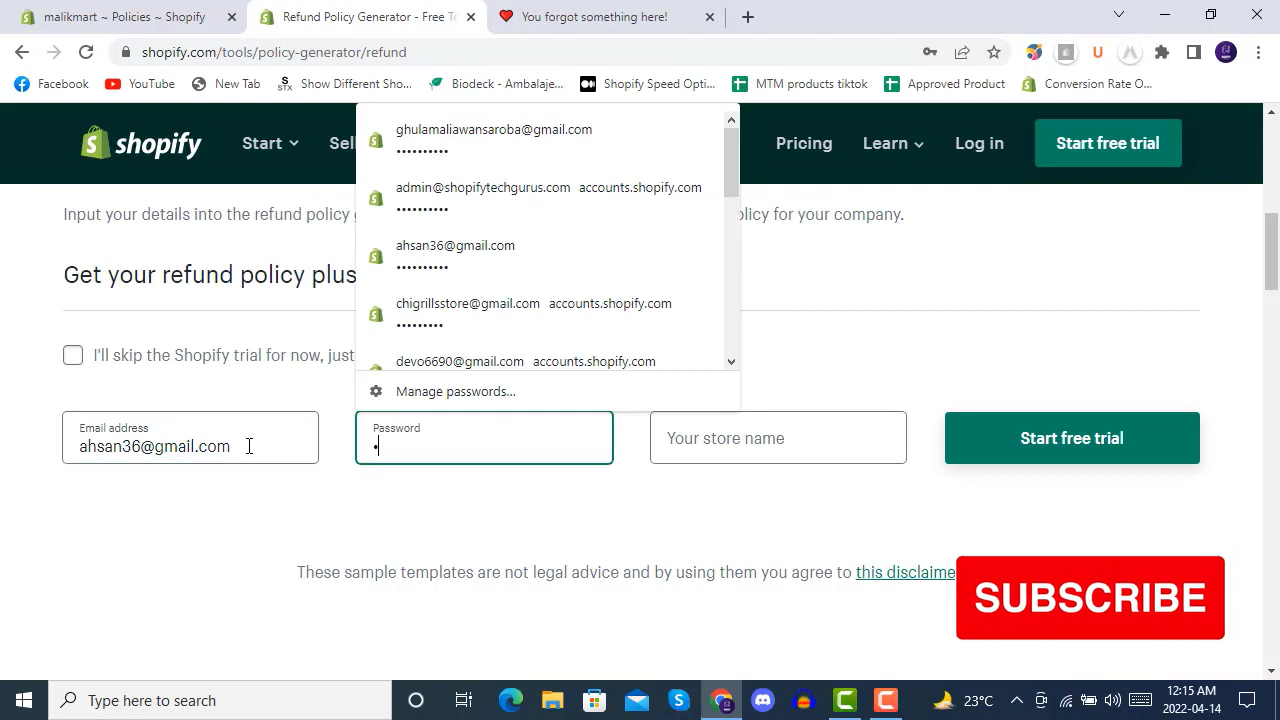 malikmart ~ Policies ~ Shopify
Refund Policy Generator - Free Te
You forgot something here!
shopify.com/tools/policy-generator/refund
Facebook
YouTube
New Tab
Show Different Sho...
Biodeck - Ambalaje...
Shopify Speed Opti...
MTM products tiktok
Approved Product
Conversion Rate O...
shopify
Start
Sel
Pricing
Learn
Log in
Start free trial
ghulamaliawansaroba@gmail.com
••••••••••
admin@shopifytechgurus.com accounts.shopify.com
••••••••••
ahsan36@gmail.com
••••••••••
chigrillsstore@gmail.com accounts.shopify.com
•••••••••
devo6690@gmail.com accounts.shopify.com
Manage passwords...
Input your details into the refund policy
olicy for your company.
Get your refund policy plus
I'll skip the Shopify trial for now, just
Email address
ahsan36@gmail.com
Password
•
Your store name
Start free trial
These sample templates are not legal advice and by using them you agree to this disclaime
SUBSCRIBE
Type here to search
23°C
12:15 AM
2022-04-14